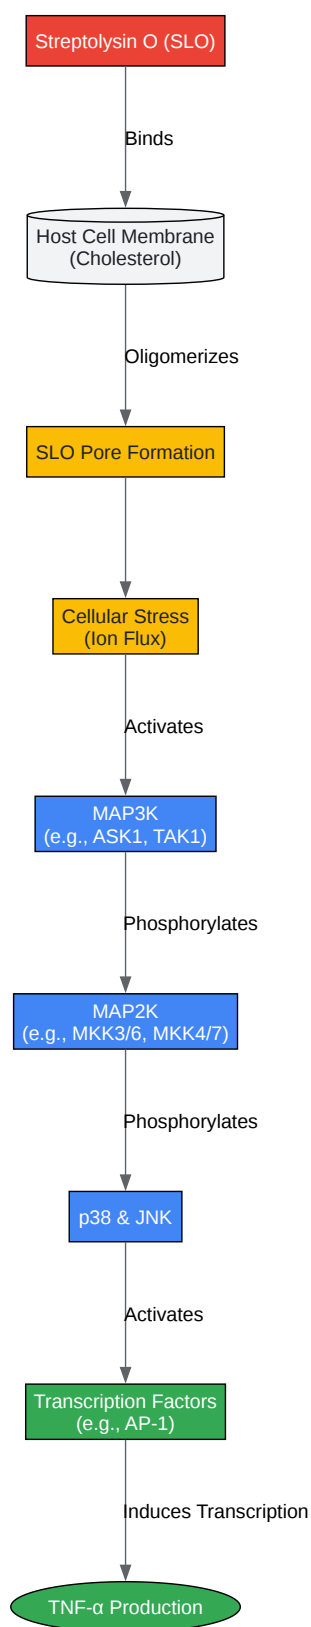 Streptolysin O (SLO)
Binds
Host Cell Membrane
(Cholesterol)
Oligomerizes
SLO Pore Formation
Cellular Stress
(Ion Flux)
Activates
MAP3K
(e.g., ASK1, TAK1)
Phosphorylates
MAP2K
(e.g., MKK3/6, MKK4/7)
Phosphorylates
p38 & JNK
Activates
Transcription Factors
(e.g., AP-1)
Induces Transcription
TNF-α Production